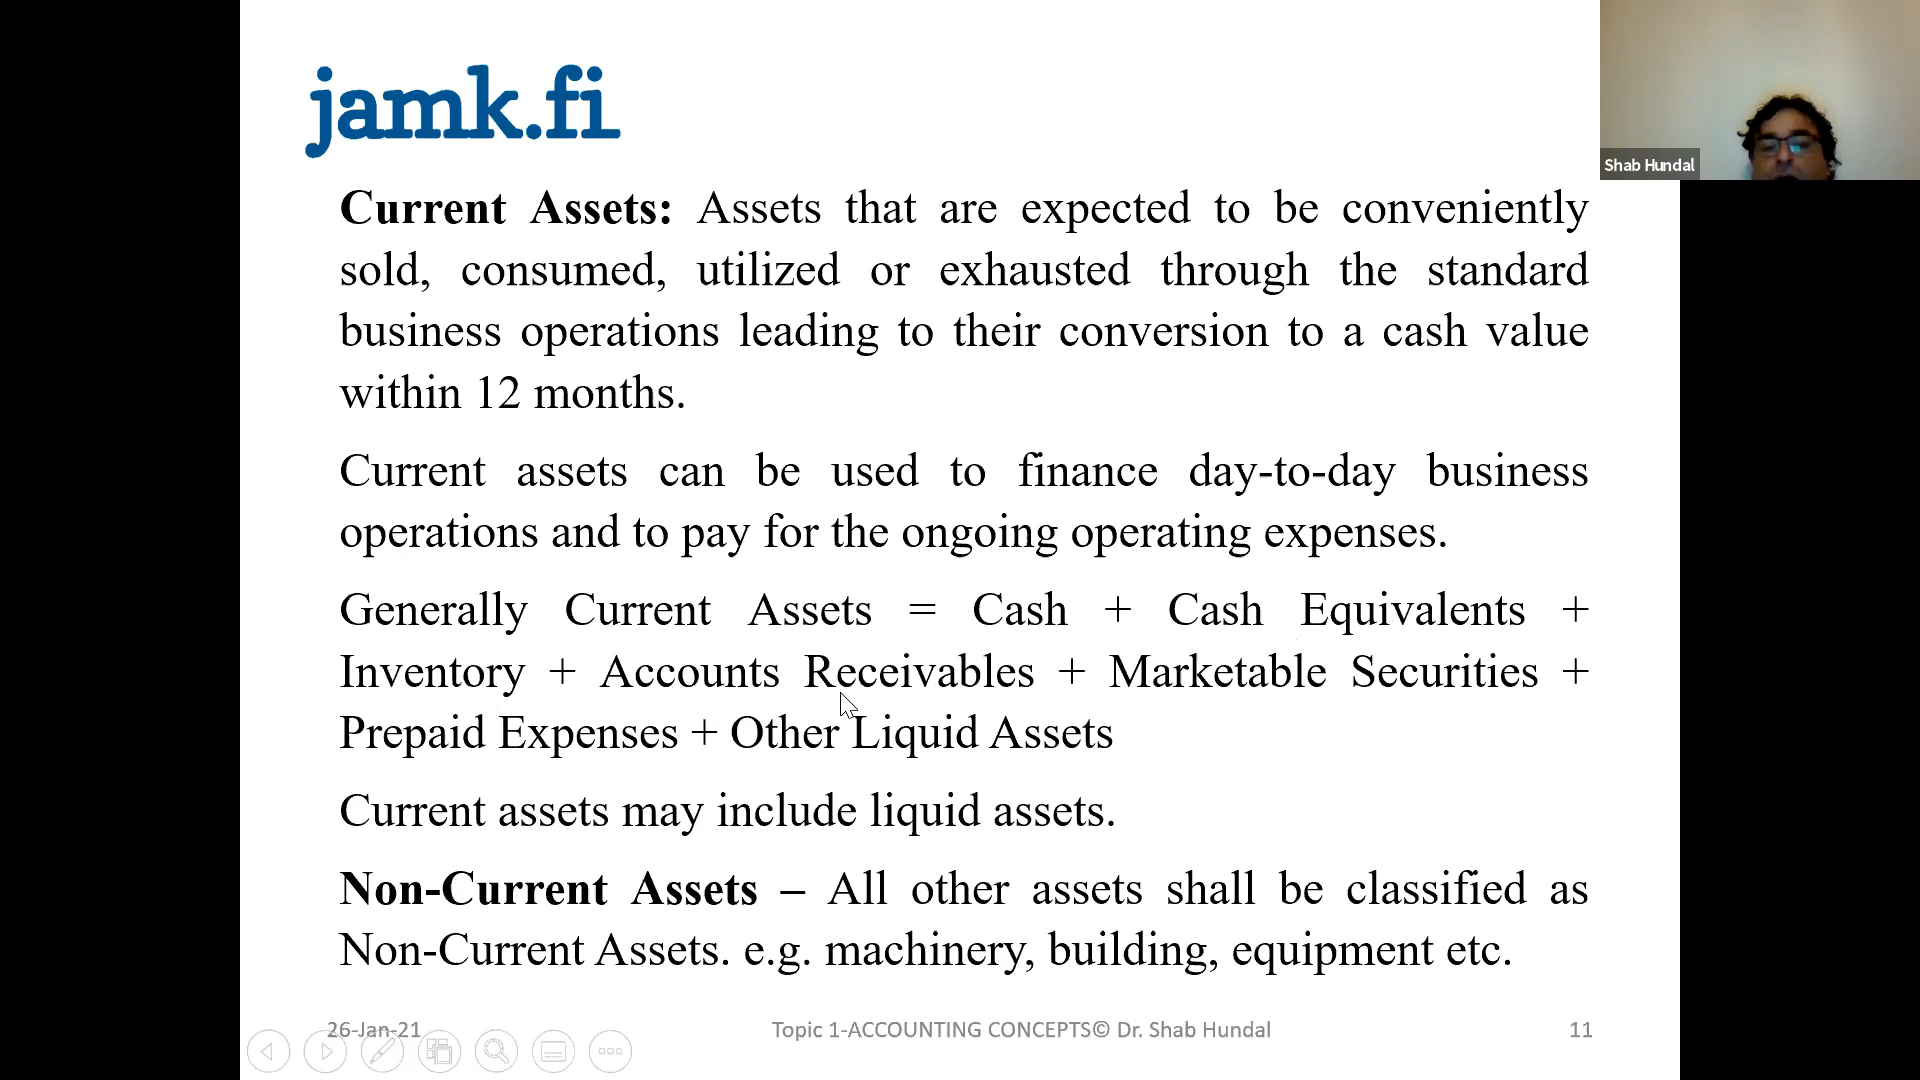 jamk.fi
Shab Hundal
Current Assets: Assets that are expected to be conveniently
sold, consumed, utilized or exhausted through the standard
business operations leading to their conversion to a cash value
within 12 months.
Current assets can be used to finance day-to-day business
operations and to pay for the ongoing operating expenses.
Generally Current Assets = Cash + Cash Equivalents +
Inventory + Accounts Receivables + Marketable Securities +
Prepaid Expenses + Other Liquid Assets
Current assets may include liquid assets.
Non-Current Assets – All other assets shall be classified as
Non-Current Assets. e.g. machinery, building, equipment etc.
26-Jan-21
Topic 1-ACCOUNTING CONCEPTS© Dr. Shab Hundal
11